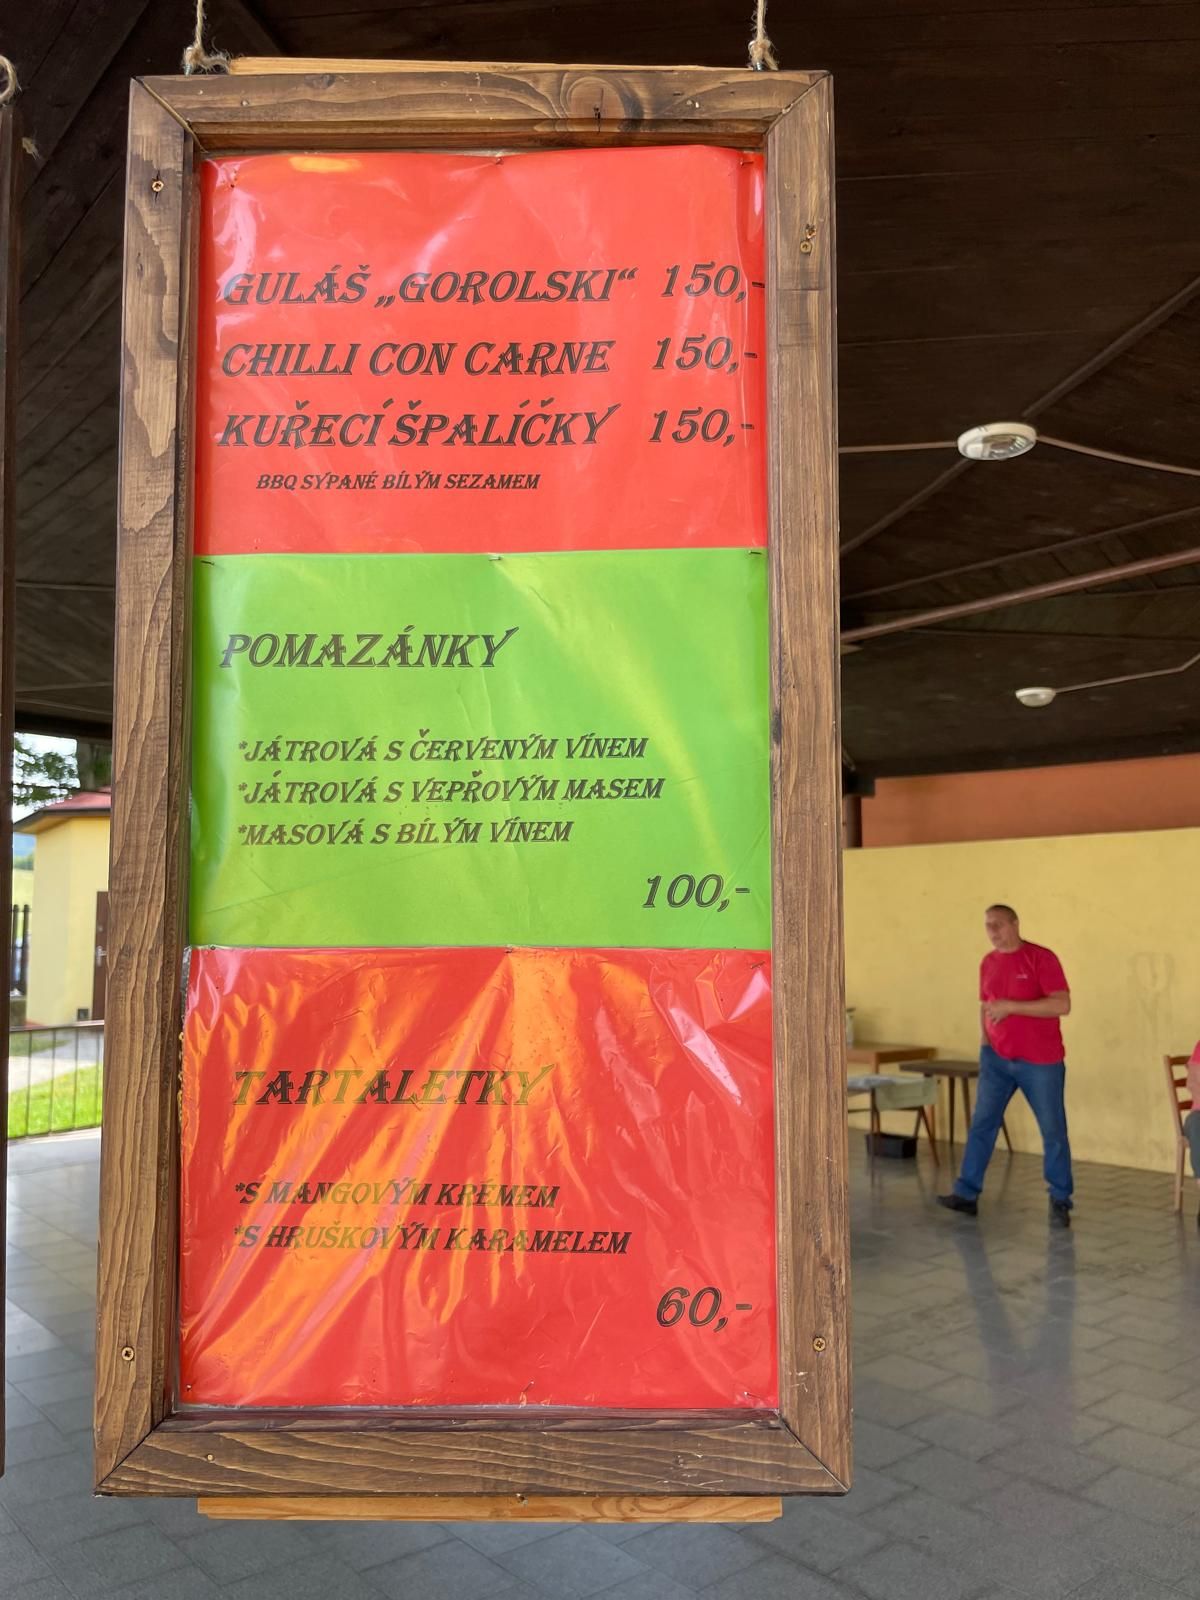 GULÁŠ „GOROLSKI“ 150,-
CHILLI CON CARNE 150,-
KUŘECÍ ŠPALÍČKY 150,-
BBQ SYPANÉ BÍLÝM SEZAMEM
POMAZÁNKY
*JÁTROVÁ S ČERVENÝM VÍNEM
*JÁTROVÁ S VEPŘOVÝM MASEM
*MASOVÁ S BÍLÝM VÍNEM
100,-
TARTALETKY
*S MANGOVÝM KRÉMEM
*S HRUŠKOVÝM KARAMELEM
60,-